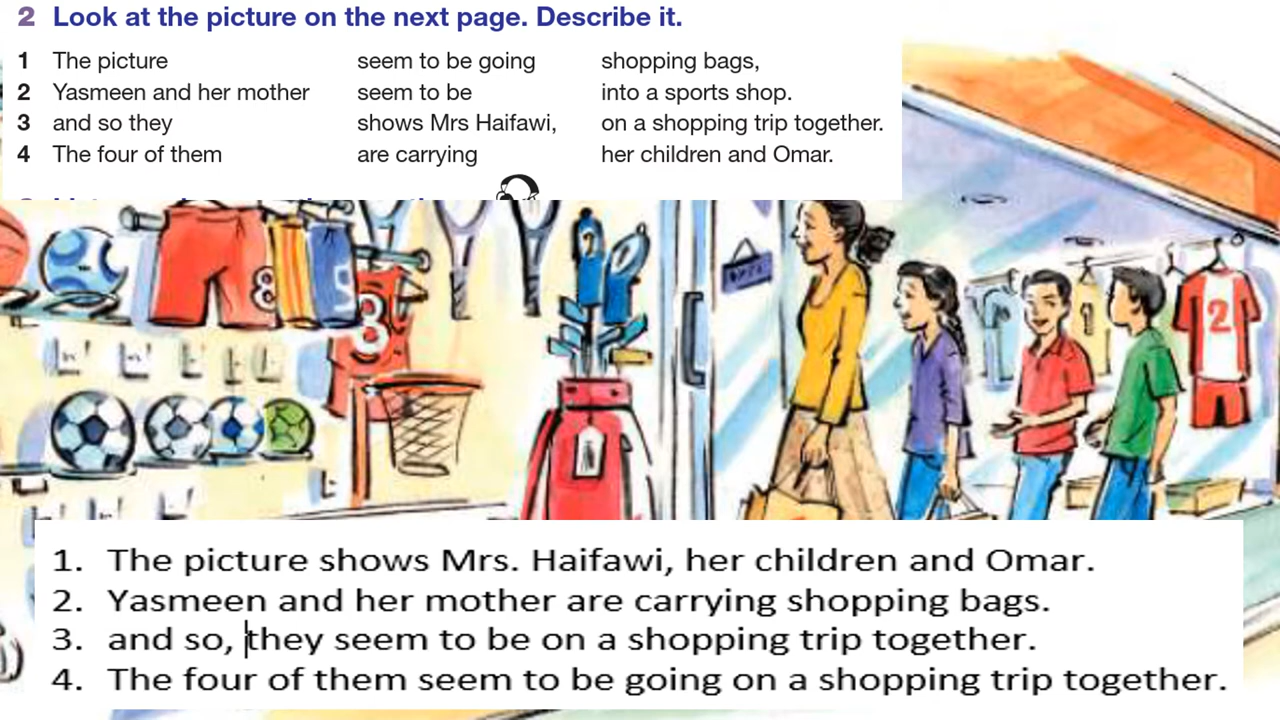 2 Look at the picture on the next page. Describe it.
1 The picture seem to be going shopping bags,
2 Yasmeen and her mother seem to be into a sports shop.
3 and so they shows Mrs Haifawi, on a shopping trip together.
4 The four of them are carrying her children and Omar.
8
3
1
2
1. The picture shows Mrs. Haifawi, her children and Omar.
2. Yasmeen and her mother are carrying shopping bags.
3. and so, they seem to be on a shopping trip together.
4. The four of them seem to be going on a shopping trip together.